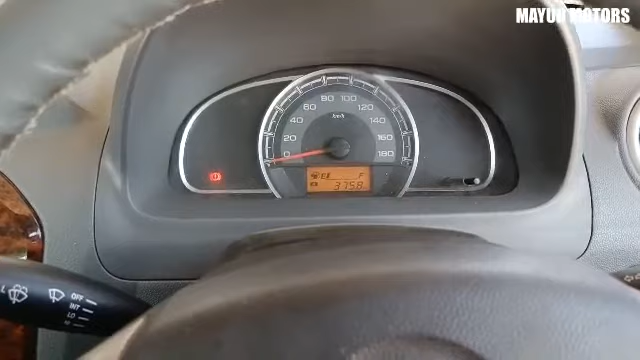 MAYUR MOTORS
0
20
40
60
80
100
120
140
160
180
km/h
E F
3758
L
OFF
INT
LO
HI